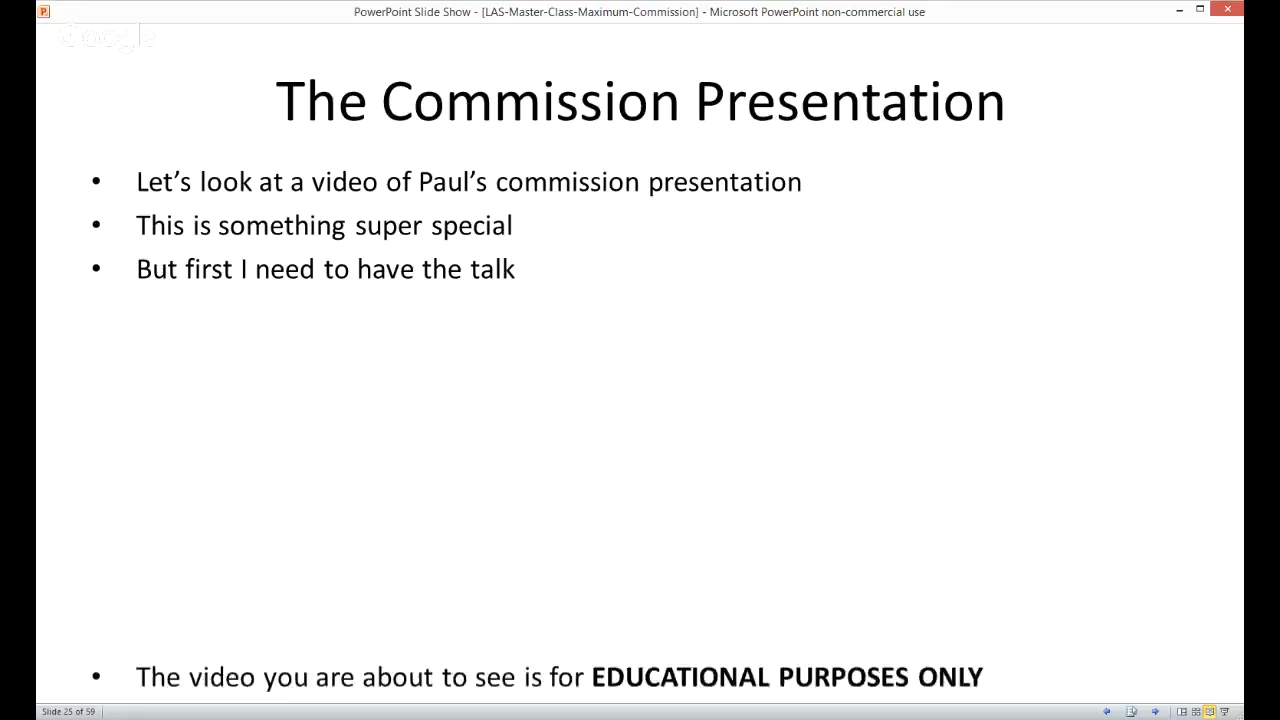 PowerPoint Slide Show - [LAS-Master-Class-Maximum-Commission] - Microsoft PowerPoint non-commercial use
Google
The Commission Presentation
• Let's look at a video of Paul's commission presentation
• This is something super special
• But first I need to have the talk
• The video you are about to see is for EDUCATIONAL PURPOSES ONLY
Slide 25 of 59